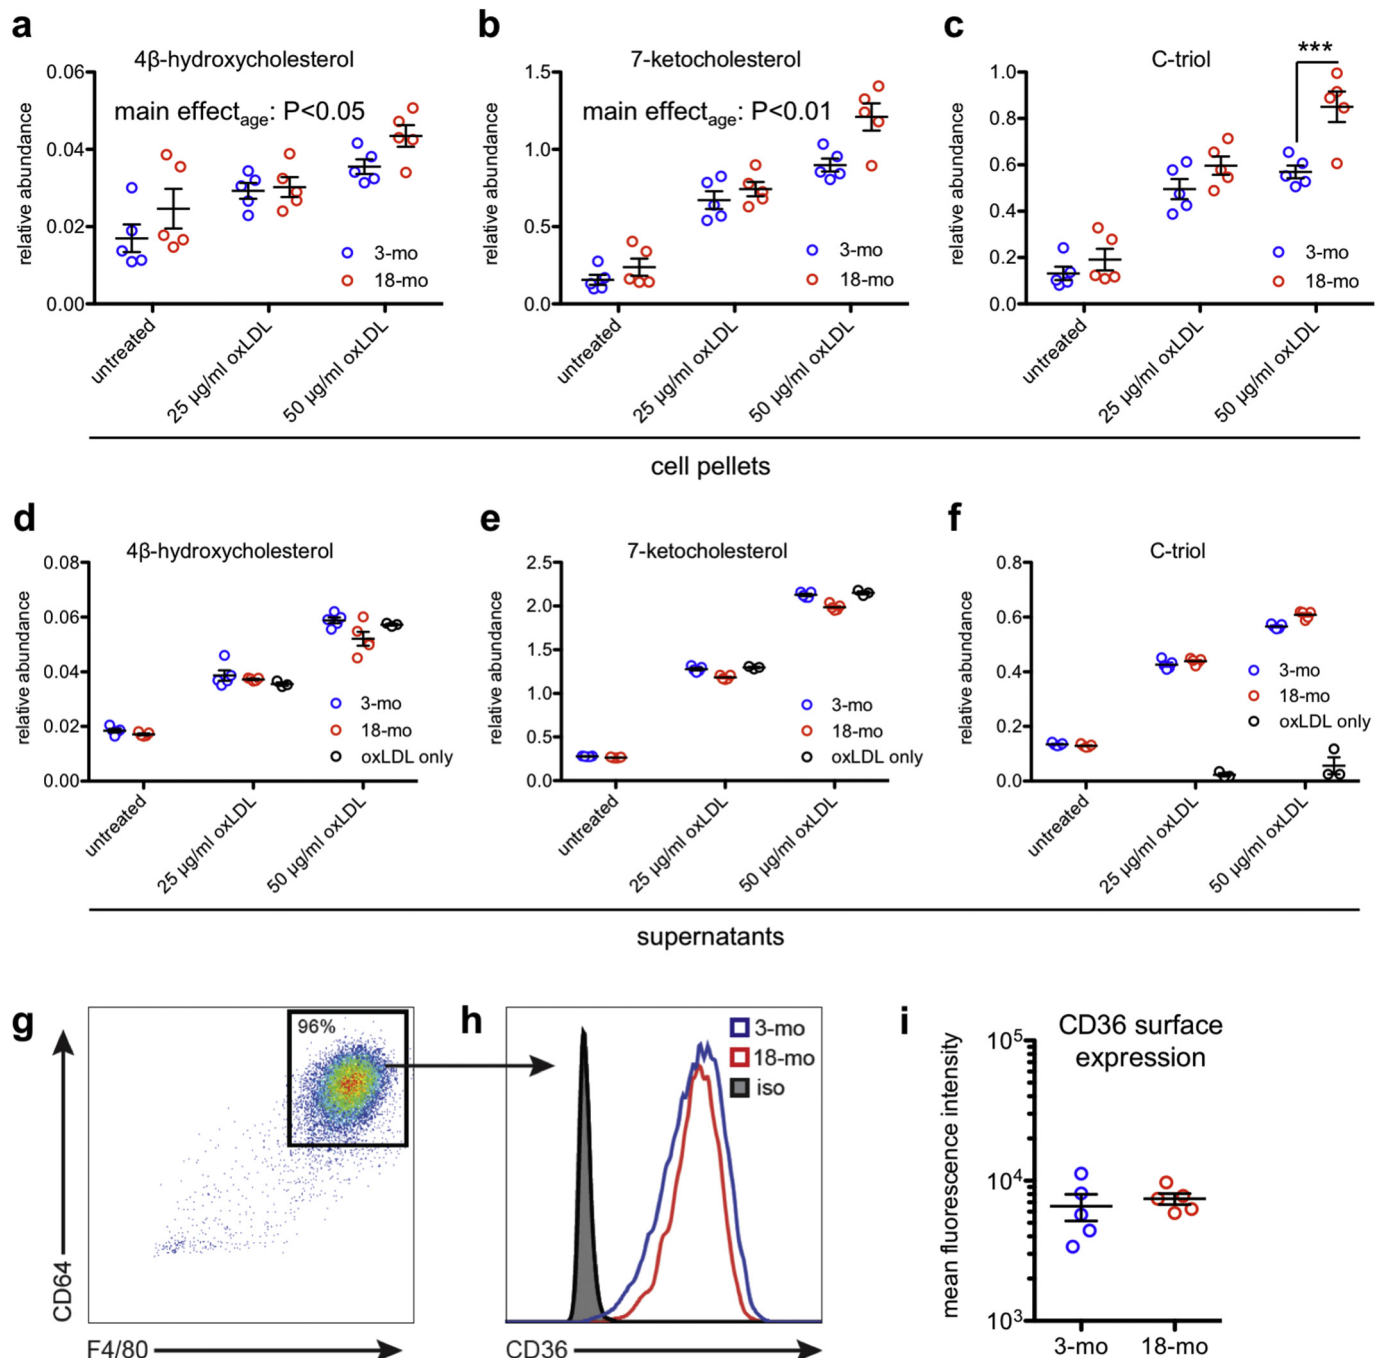 a
4β-hydroxycholesterol
main effect_age: P<0.05
relative abundance
0.06
0.04
0.02
0.00
3-mo
18-mo
untreated
25 µg/ml oxLDL
50 µg/ml oxLDL
b
7-ketocholesterol
main effect_age: P<0.01
relative abundance
1.5
1.0
0.5
0.0
3-mo
18-mo
untreated
25 µg/ml oxLDL
50 µg/ml oxLDL
c
C-triol
***
relative abundance
1.0
0.8
0.6
0.4
0.2
0.0
3-mo
18-mo
untreated
25 µg/ml oxLDL
50 µg/ml oxLDL
cell pellets
d
4β-hydroxycholesterol
relative abundance
0.08
0.06
0.04
0.02
0.00
3-mo
18-mo
oxLDL only
untreated
25 µg/ml oxLDL
50 µg/ml oxLDL
e
7-ketocholesterol
relative abundance
2.5
2.0
1.5
1.0
0.5
0.0
3-mo
18-mo
oxLDL only
untreated
25 µg/ml oxLDL
50 µg/ml oxLDL
f
C-triol
relative abundance
0.8
0.6
0.4
0.2
0.0
3-mo
18-mo
oxLDL only
untreated
25 µg/ml oxLDL
50 µg/ml oxLDL
supernatants
g
96%
CD64
F4/80
h
3-mo
18-mo
iso
CD36
i
CD36 surface
expression
mean fluorescence intensity
10⁵
10⁴
10³
3-mo
18-mo